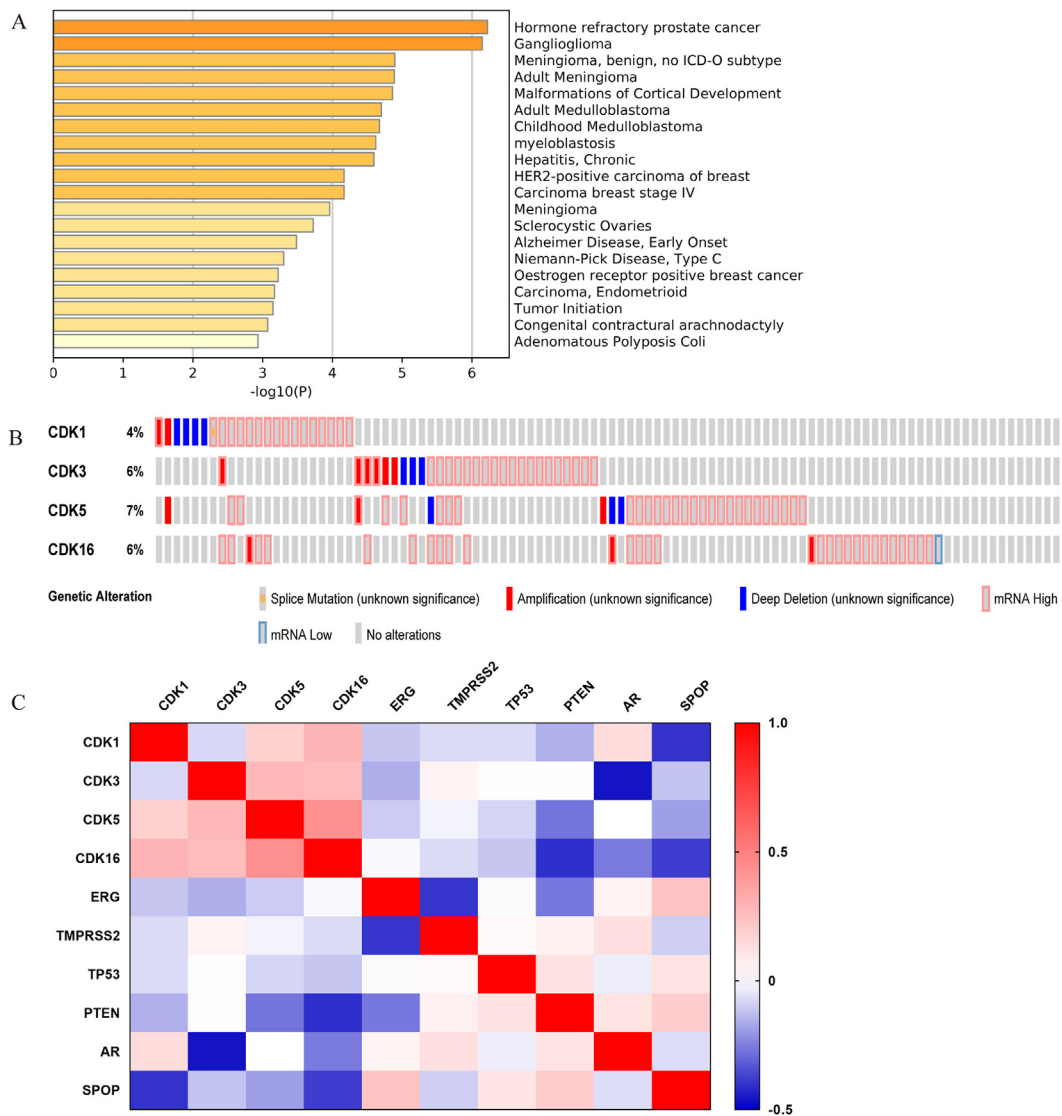 A
Hormone refractory prostate cancer
Ganglioglioma
Meningioma, benign, no ICD-O subtype
Adult Meningioma
Malformations of Cortical Development
Adult Medulloblastoma
Childhood Medulloblastoma
myeloblastosis
Hepatitis, Chronic
HER2-positive carcinoma of breast
Carcinoma breast stage IV
Meningioma
Sclerocystic Ovaries
Alzheimer Disease, Early Onset
Niemann-Pick Disease, Type C
Oestrogen receptor positive breast cancer
Carcinoma, Endometrioid
Tumor Initiation
Congenital contractural arachnodactyly
Adenomatous Polyposis Coli
0 1 2 3 4 5 6
-log10(P)
B
CDK1 4%
CDK3 6%
CDK5 7%
CDK16 6%
Genetic Alteration
Splice Mutation (unknown significance) Amplification (unknown significance) Deep Deletion (unknown significance) mRNA High
mRNA Low No alterations
C
CDK1 CDK3 CDK5 CDK16 ERG TMPRSS2 TP53 PTEN AR SPOP
CDK1
CDK3
CDK5
CDK16
ERG
TMPRSS2
TP53
PTEN
AR
SPOP
1.0
0.5
0
-0.5